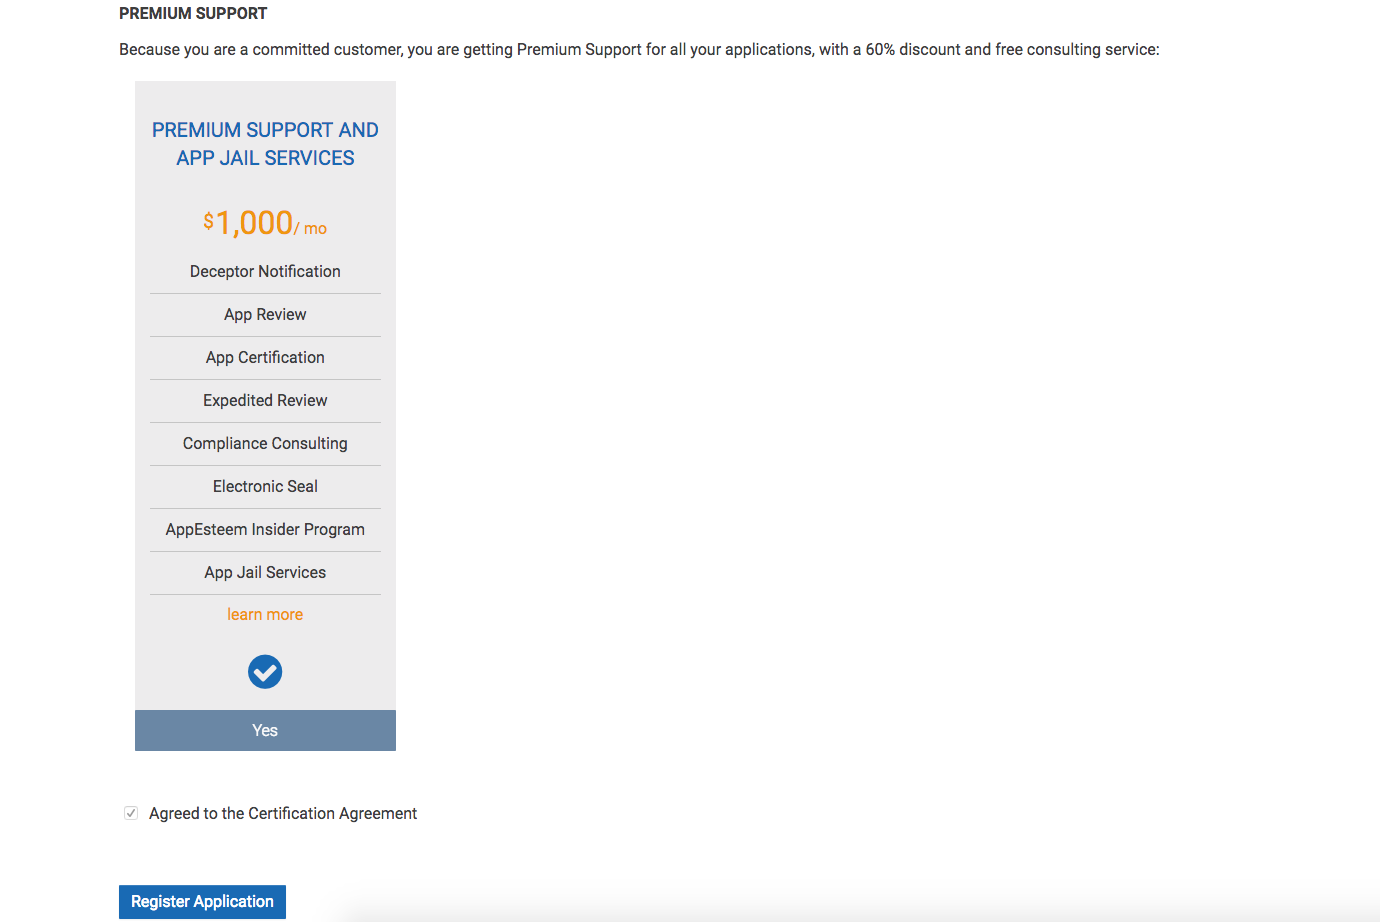 PREMIUM SUPPORT
Because you are a committed customer, you are getting Premium Support for all your applications, with a 60% discount and free consulting service:
PREMIUM SUPPORT AND
APP JAIL SERVICES
$1,000/ mo
Deceptor Notification
App Review
App Certification
Expedited Review
Compliance Consulting
Electronic Seal
AppEsteem Insider Program
App Jail Services
learn more
Yes
Agreed to the Certification Agreement
Register Application